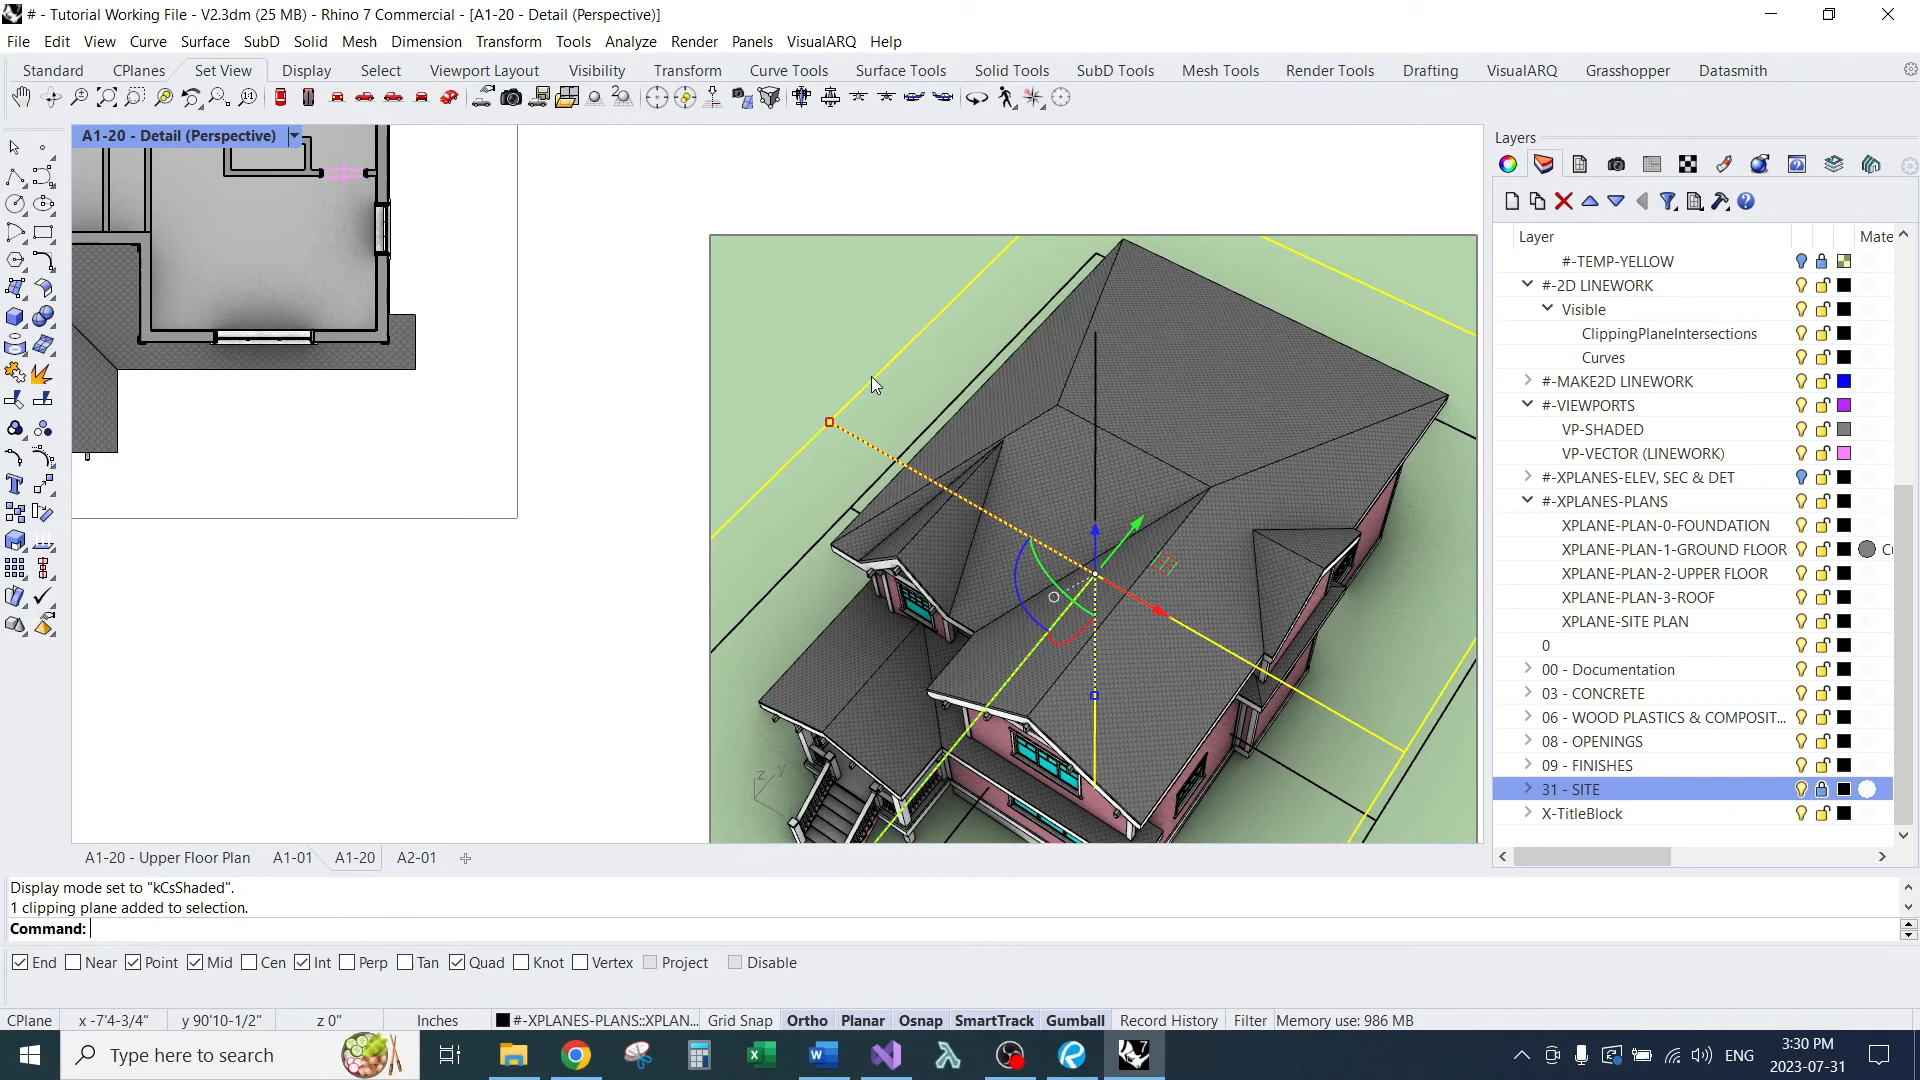 # - Tutorial Working File - V2.3dm (25 MB) - Rhino 7 Commercial - [A1-20 - Detail (Perspective)]
File Edit View Curve Surface SubD Solid Mesh Dimension Transform Tools Analyze Render Panels VisualARQ Help
Standard CPlanes Set View Display Select Viewport Layout Visibility Transform Curve Tools Surface Tools Solid Tools SubD Tools Mesh Tools Render Tools Drafting VisualARQ Grasshopper Datasmith
A1-20 - Detail (Perspective)
Layers
Layer Mate
#-TEMP-YELLOW
#-2D LINEWORK
Visible
ClippingPlaneIntersections
Curves
#-MAKE2D LINEWORK
#-VIEWPORTS
VP-SHADED
VP-VECTOR (LINEWORK)
#-XPLANES-ELEV, SEC & DET
#-XPLANES-PLANS
XPLANE-PLAN-0-FOUNDATION
XPLANE-PLAN-1-GROUND FLOOR
XPLANE-PLAN-2-UPPER FLOOR
XPLANE-PLAN-3-ROOF
XPLANE-SITE PLAN
0
00 - Documentation
03 - CONCRETE
06 - WOOD PLASTICS & COMPOSIT...
08 - OPENINGS
09 - FINISHES
31 - SITE
X-TitleBlock
z y
A1-20 - Upper Floor Plan A1-01 A1-20 A2-01
Display mode set to "kCsShaded".
1 clipping plane added to selection.
Command:
End Near Point Mid Cen Int Perp Tan Quad Knot Vertex Project Disable
CPlane x -7'4-3/4" y 90'10-1/2" z 0" Inches #-XPLANES-PLANS::XPLAN... Grid Snap Ortho Planar Osnap SmartTrack Gumball Record History Filter Memory use: 986 MB
Type here to search
ENG
3:30 PM
2023-07-31